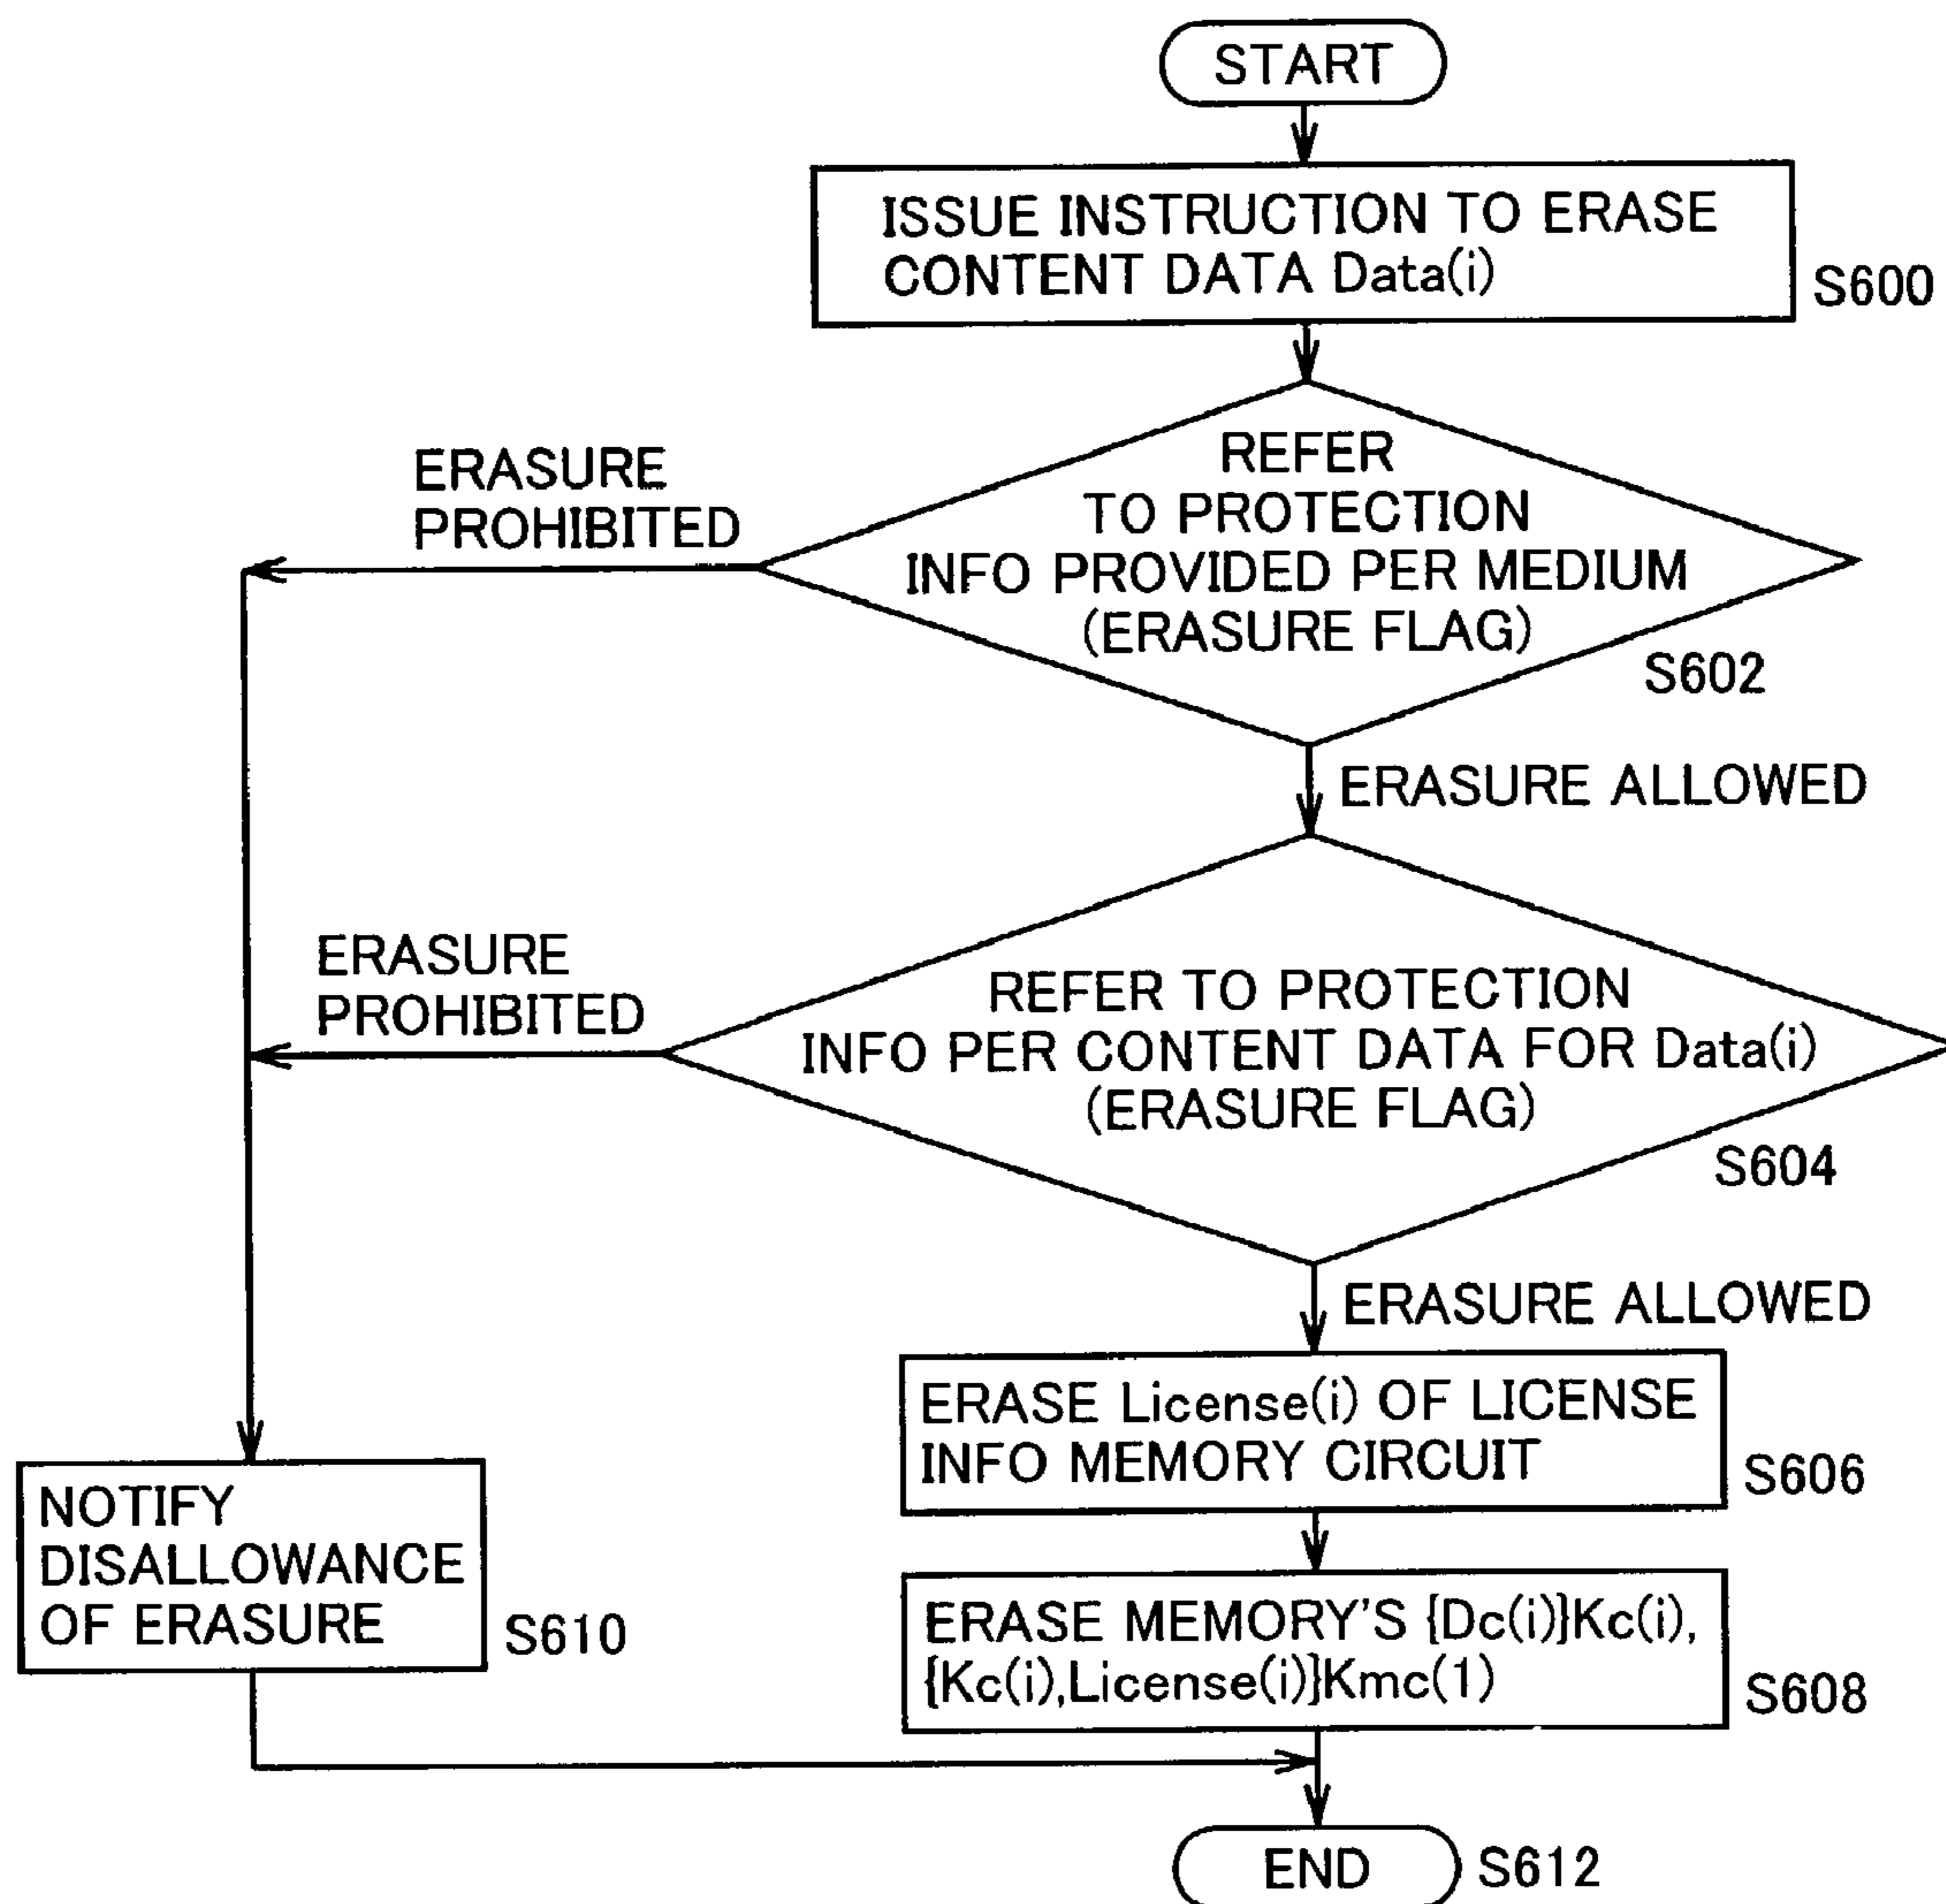 START
ISSUE INSTRUCTION TO ERASE
CONTENT DATA Data(i)
S600
REFER
TO PROTECTION
INFO PROVIDED PER MEDIUM
(ERASURE FLAG)
S602
ERASURE
PROHIBITED
ERASURE ALLOWED
REFER TO PROTECTION
INFO PER CONTENT DATA FOR Data(i)
(ERASURE FLAG)
S604
ERASURE
PROHIBITED
ERASURE ALLOWED
ERASE License(i) OF LICENSE
INFO MEMORY CIRCUIT
S606
ERASE MEMORY'S {Dc(i)}Kc(i),
{Kc(i),License(i)}Kmc(1)
S608
NOTIFY
DISALLOWANCE
OF ERASURE
S610
END
S612